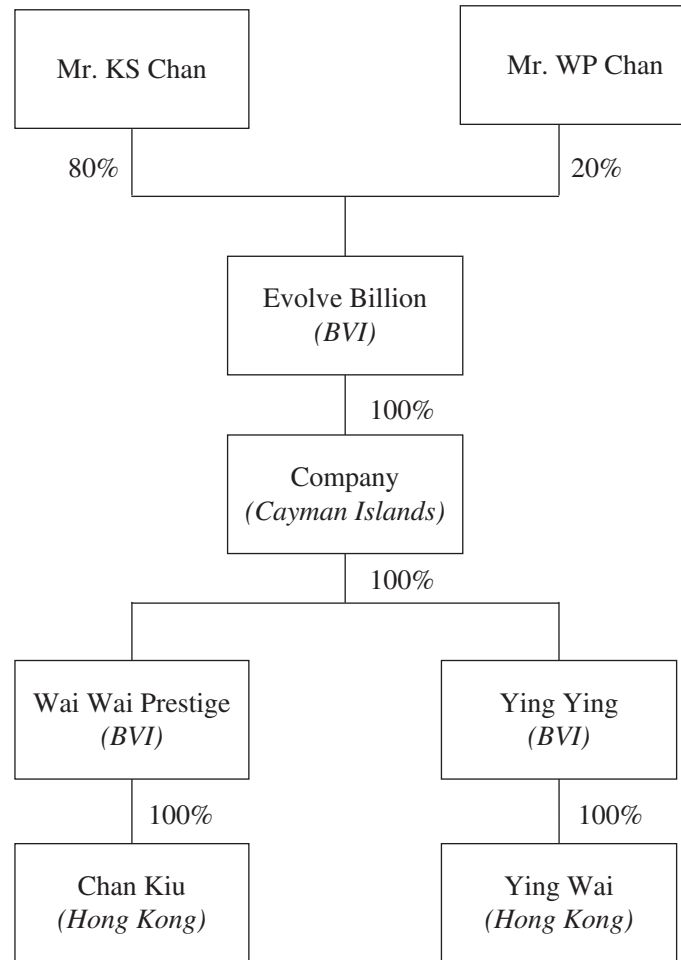 Mr. KS Chan
Mr. WP Chan
80%
20%
Evolve Billion
(BVI)
100%
Company
(Cayman Islands)
100%
Wai Wai Prestige
(BVI)
Ying Ying
(BVI)
100%
100%
Chan Kiu
(Hong Kong)
Ying Wai
(Hong Kong)